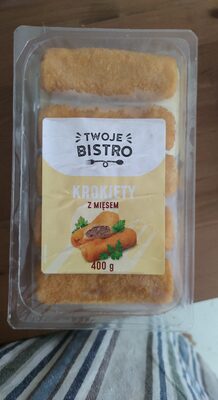 TWOJE
BISTRO
KROKIETY
Z MIĘSEM
400 g